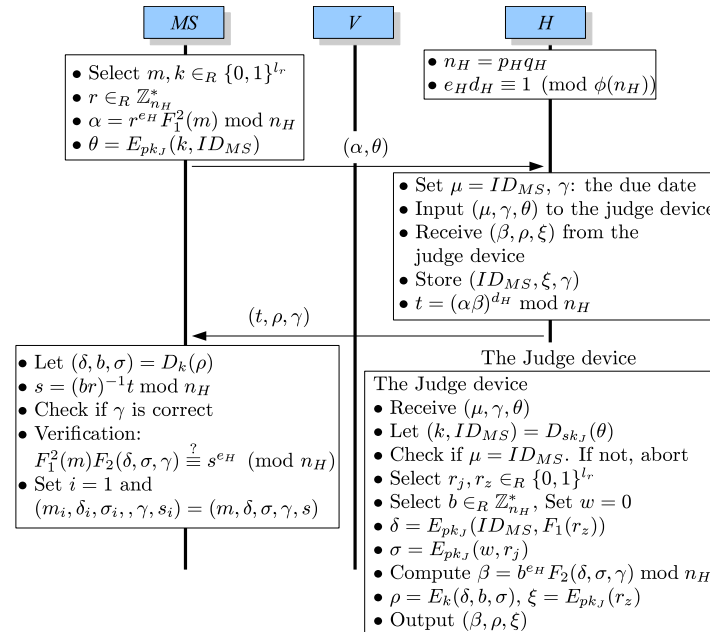 MS
V
H
• n_H = p_H q_H
• e_H d_H ≡ 1 (mod ϕ(n_H))
• Select m, k ∈_R {0, 1}^{l_r}
• r ∈_R ℤ*_{n_H}
• α = r^{e_H} F_1^2(m) mod n_H
• θ = E_{pk_J}(k, ID_{MS})
(α, θ)
• Set μ = ID_{MS}, γ: the due date
• Input (μ, γ, θ) to the judge device
• Receive (β, ρ, ξ) from the
judge device
• Store (ID_{MS}, ξ, γ)
• t = (αβ)^{d_H} mod n_H
(t, ρ, γ)
• Let (δ, b, σ) = D_k(ρ)
• s = (br)^{-1} t mod n_H
• Check if γ is correct
• Verification:
F_1^2(m)F_2(δ, σ, γ) ≟≡ s^{e_H} (mod n_H)
• Set i = 1 and
(m_i, δ_i, σ_i, , γ, s_i) = (m, δ, σ, γ, s)
The Judge device
The Judge device
• Receive (μ, γ, θ)
• Let (k, ID_{MS}) = D_{sk_J}(θ)
• Check if μ = ID_{MS}. If not, abort
• Select r_j, r_z ∈_R {0, 1}^{l_r}
• Select b ∈_R ℤ*_{n_H}, Set w = 0
• δ = E_{pk_J}(ID_{MS}, F_1(r_z))
• σ = E_{pk_J}(w, r_j)
• Compute β = b^{e_H} F_2(δ, σ, γ) mod n_H
• ρ = E_k(δ, b, σ), ξ = E_{pk_J}(r_z)
• Output (β, ρ, ξ)